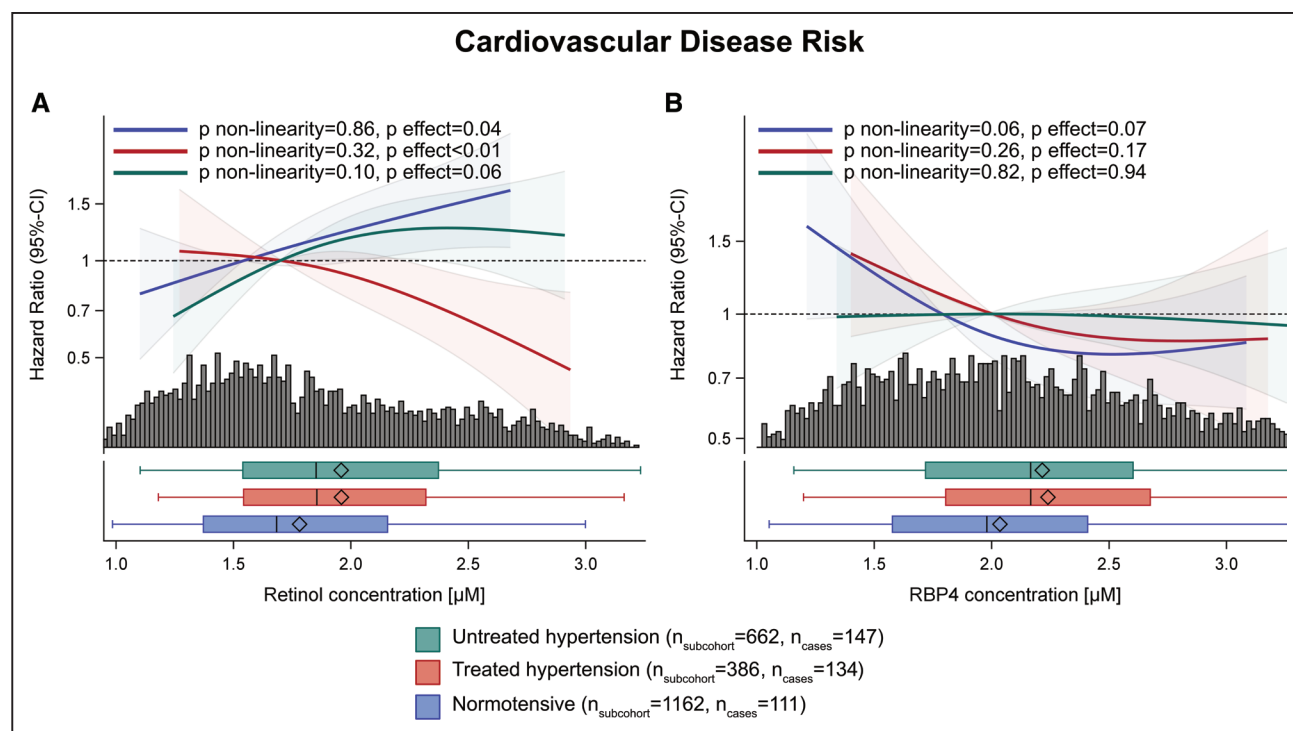 Cardiovascular Disease Risk
A
p non-linearity=0.86, p effect=0.04
p non-linearity=0.32, p effect<0.01
p non-linearity=0.10, p effect=0.06
Hazard Ratio (95%-CI)
1.5
1
0.7
0.5
1.0 1.5 2.0 2.5 3.0
Retinol concentration [µM]
B
p non-linearity=0.06, p effect=0.07
p non-linearity=0.26, p effect=0.17
p non-linearity=0.82, p effect=0.94
Hazard Ratio (95%-CI)
1.5
1
0.7
0.5
1.0 1.5 2.0 2.5 3.0
RBP4 concentration [µM]
Untreated hypertension (nsubcohort=662, ncases=147)
Treated hypertension (nsubcohort=386, ncases=134)
Normotensive (nsubcohort=1162, ncases=111)